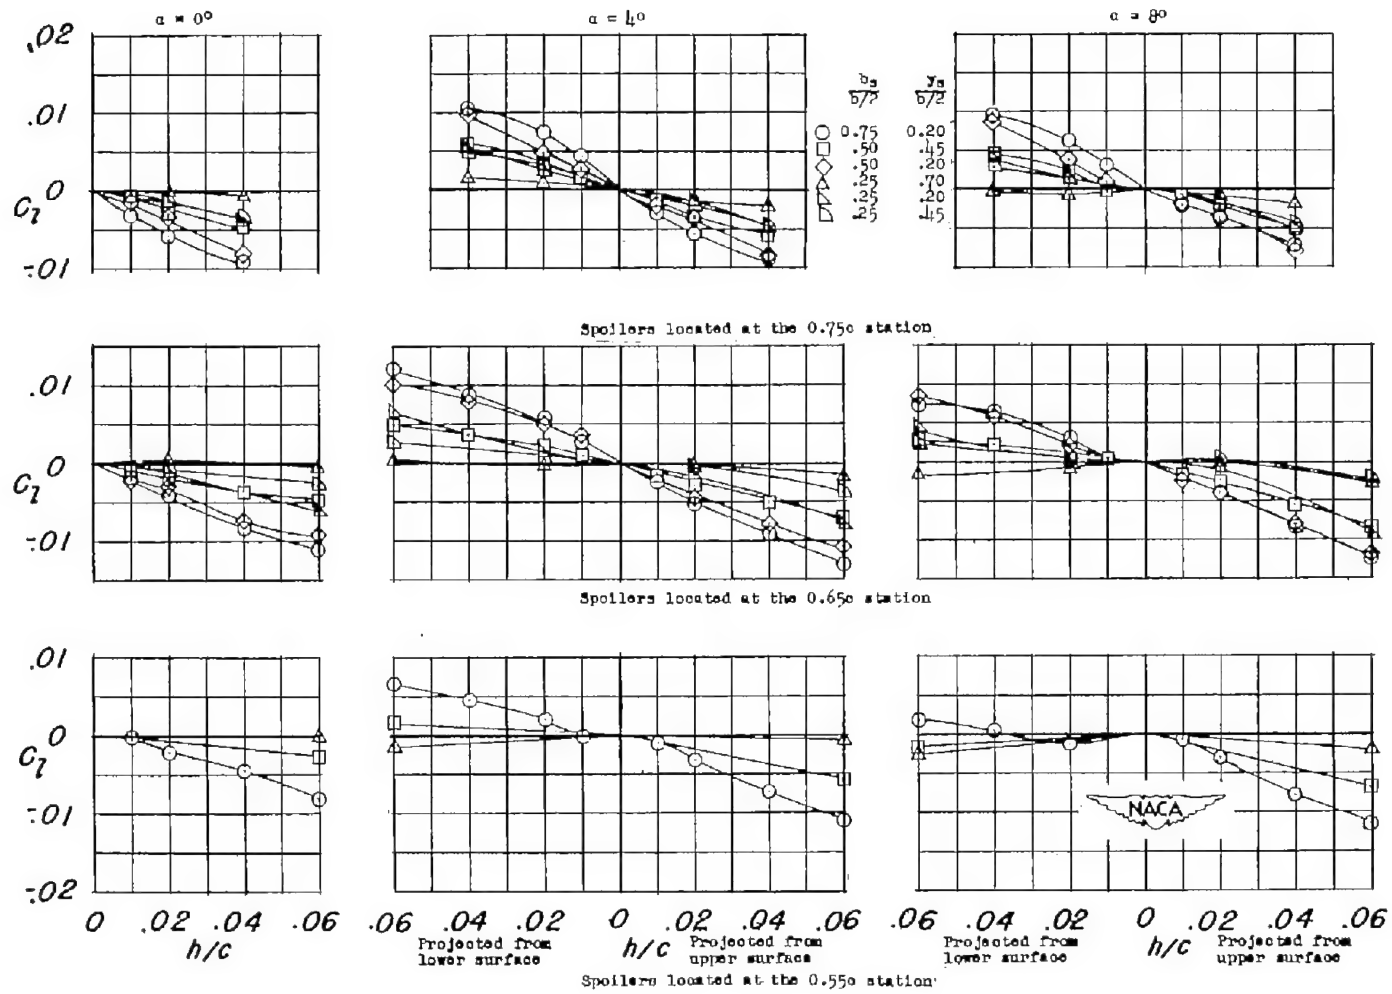 α = 0° α = 4° α = 8°
.02
.01
0
-.01
C_l
b_s/b/2 y_s/b/2
0.75 0.20
.50 .45
.50 .20
.25 .70
.25 .20
.25 .45
Spoilers located at the 0.75c station
.01
0
-.01
C_l
Spoilers located at the 0.65c station
.01
0
-.01
-.02
C_l
NACA
0 .02 .04 .06 .06 .04 .02 0 .02 .04 .06 .06 .04 .02 0 .02 .04 .06
h/c Projected from lower surface h/c Projected from upper surface Projected from lower surface h/c Projected from upper surface
Spoilers located at the 0.55c station